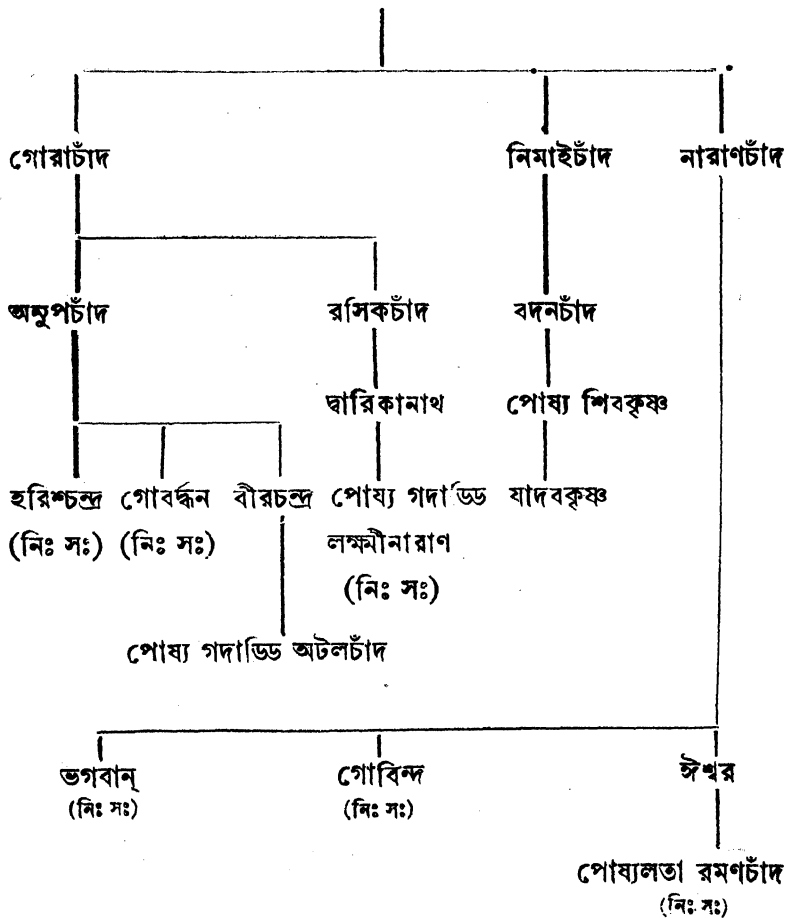 গোরাচাঁদ নিমাইচাঁদ নারাণচাঁদ
অনুপচাঁদ রসিকচাঁদ বদনচাঁদ
দ্বারিকানাথ পোষ্য শিবকৃষ্ণ
হরিশ্চন্দ্র গোবর্দ্ধন বীরচন্দ্র পোষ্য গদাড্ডি যাদবকৃষ্ণ
(নিঃ সঃ) (নিঃ সঃ) লক্ষ্মীনারাণ
(নিঃ সঃ)
পোষ্য গদাড্ডি অটলচাঁদ
ভগবান্ গোবিন্দ ঈশ্বর
(নিঃ সঃ) (নিঃ সঃ)
পোষ্যলতা রমণচাঁদ
(নিঃ সঃ)